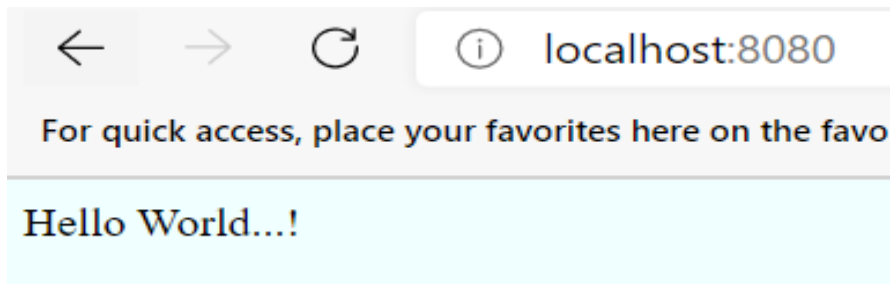 localhost:8080
For quick access, place your favorites here on the favo
Hello World...!